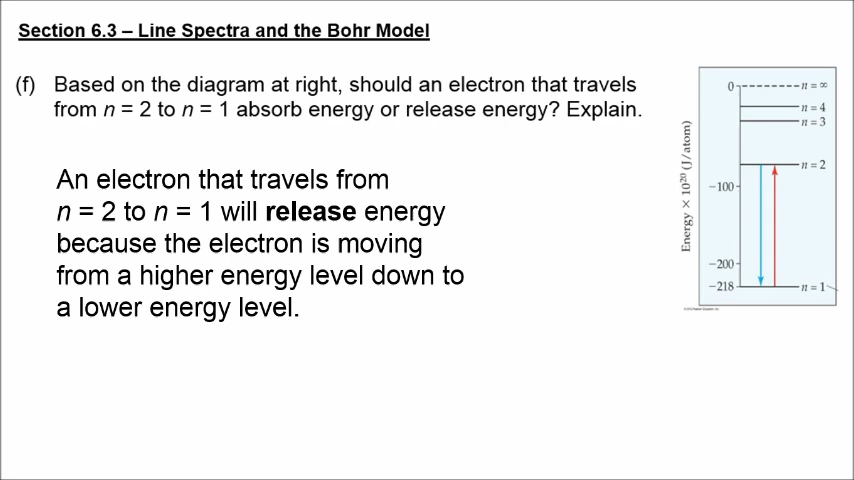 Section 6.3 – Line Spectra and the Bohr Model
(f) Based on the diagram at right, should an electron that travels
from n = 2 to n = 1 absorb energy or release energy? Explain.
An electron that travels from
n = 2 to n = 1 will release energy
because the electron is moving
from a higher energy level down to
a lower energy level.
Energy × 10²⁰ (J/atom)
0
n = ∞
n = 4
n = 3
n = 2
−100
−200
−218
n = 1